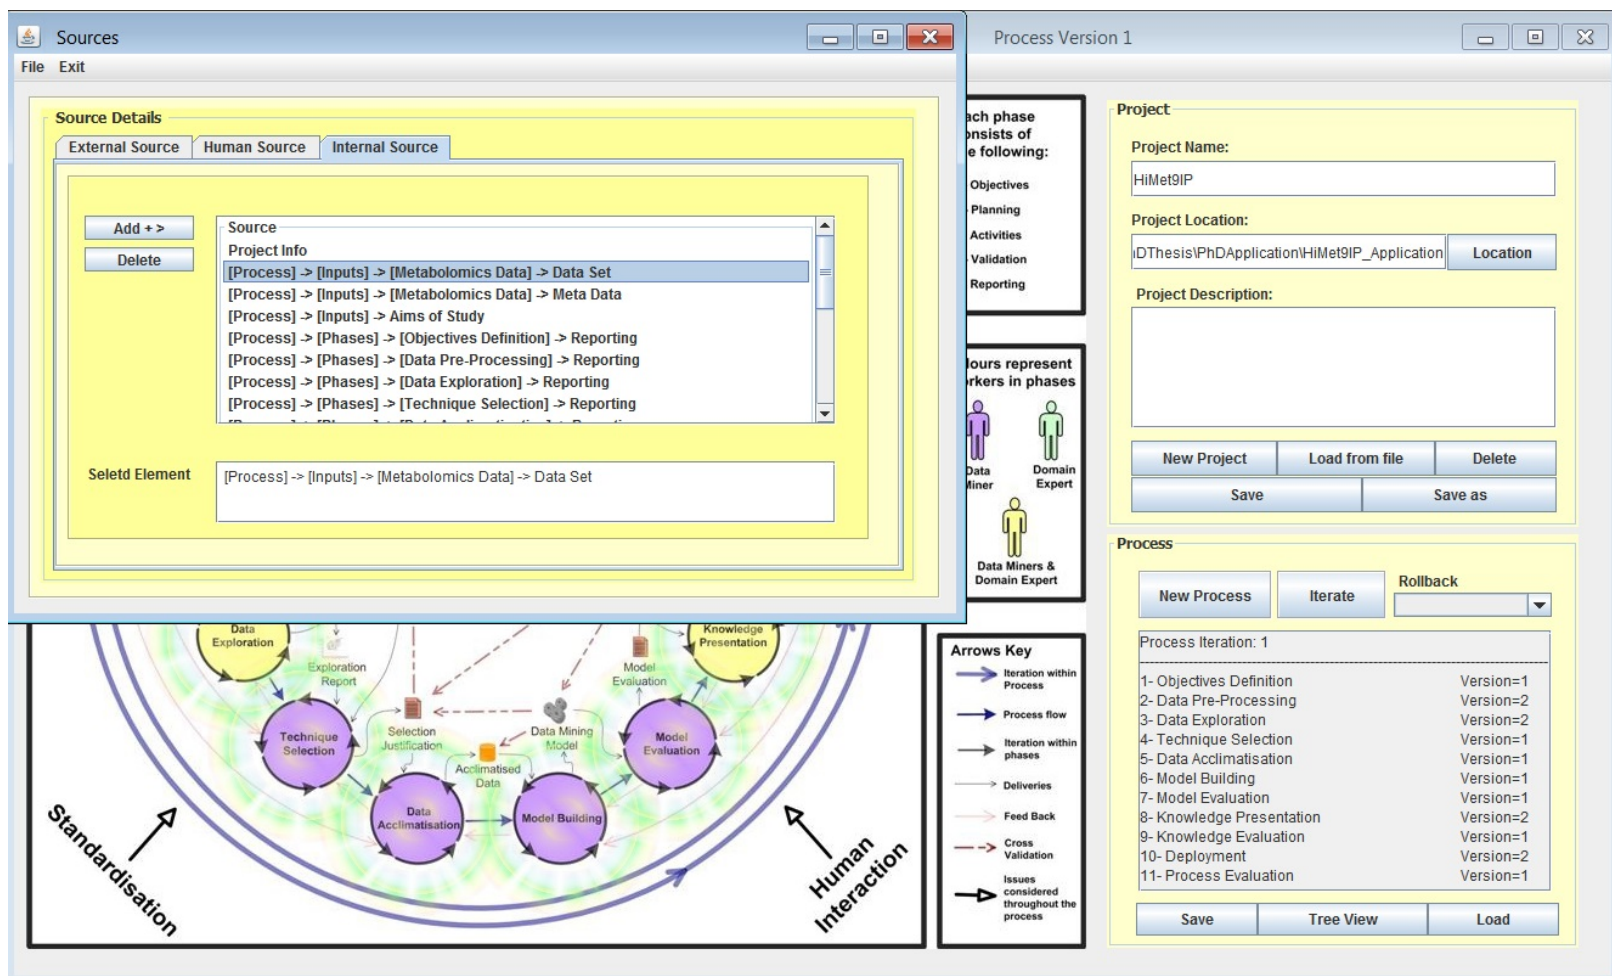 Sources
File Exit
Source Details
External Source Human Source Internal Source
Add + >
Delete
Source
Project Info
[Process] -> [Inputs] -> [Metabolomics Data] -> Data Set
[Process] -> [Inputs] -> [Metabolomics Data] -> Meta Data
[Process] -> [Inputs] -> Aims of Study
[Process] -> [Phases] -> [Objectives Definition] -> Reporting
[Process] -> [Phases] -> [Data Pre-Processing] -> Reporting
[Process] -> [Phases] -> [Data Exploration] -> Reporting
[Process] -> [Phases] -> [Technique Selection] -> Reporting
Seletd Element
[Process] -> [Inputs] -> [Metabolomics Data] -> Data Set
Process Version 1
ach phase
onsists of
e following:
Objectives
Planning
Activities
Validation
Reporting
lours represent
rkers in phases
Data
Miner
Domain
Expert
Data Miners &
Domain Expert
Data
Exploration
Exploration
Report
Technique
Selection
Selection
Justification
Data
Acclimatisation
Acclimatised
Data
Model Building
Data Mining
Model
Model
Evaluation
Model
Evaluation
Knowledge
Presentation
Standardisation
Human
Interaction
Arrows Key
Iteration within
Process
Process flow
Iteration within
phases
Deliveries
Feed Back
Cross
Validation
Issues
considered
throughout the
process
Project
Project Name:
HiMet9IP
Project Location:
DThesis\PhDApplication\HiMet9IP_Application
Location
Project Description:
New Project Load from file Delete
Save Save as
Process
New Process Iterate
Rollback
Process Iteration: 1
1- Objectives Definition Version=1
2- Data Pre-Processing Version=2
3- Data Exploration Version=2
4- Technique Selection Version=1
5- Data Acclimatisation Version=1
6- Model Building Version=1
7- Model Evaluation Version=1
8- Knowledge Presentation Version=2
9- Knowledge Evaluation Version=1
10- Deployment Version=2
11- Process Evaluation Version=1
Save Tree View Load